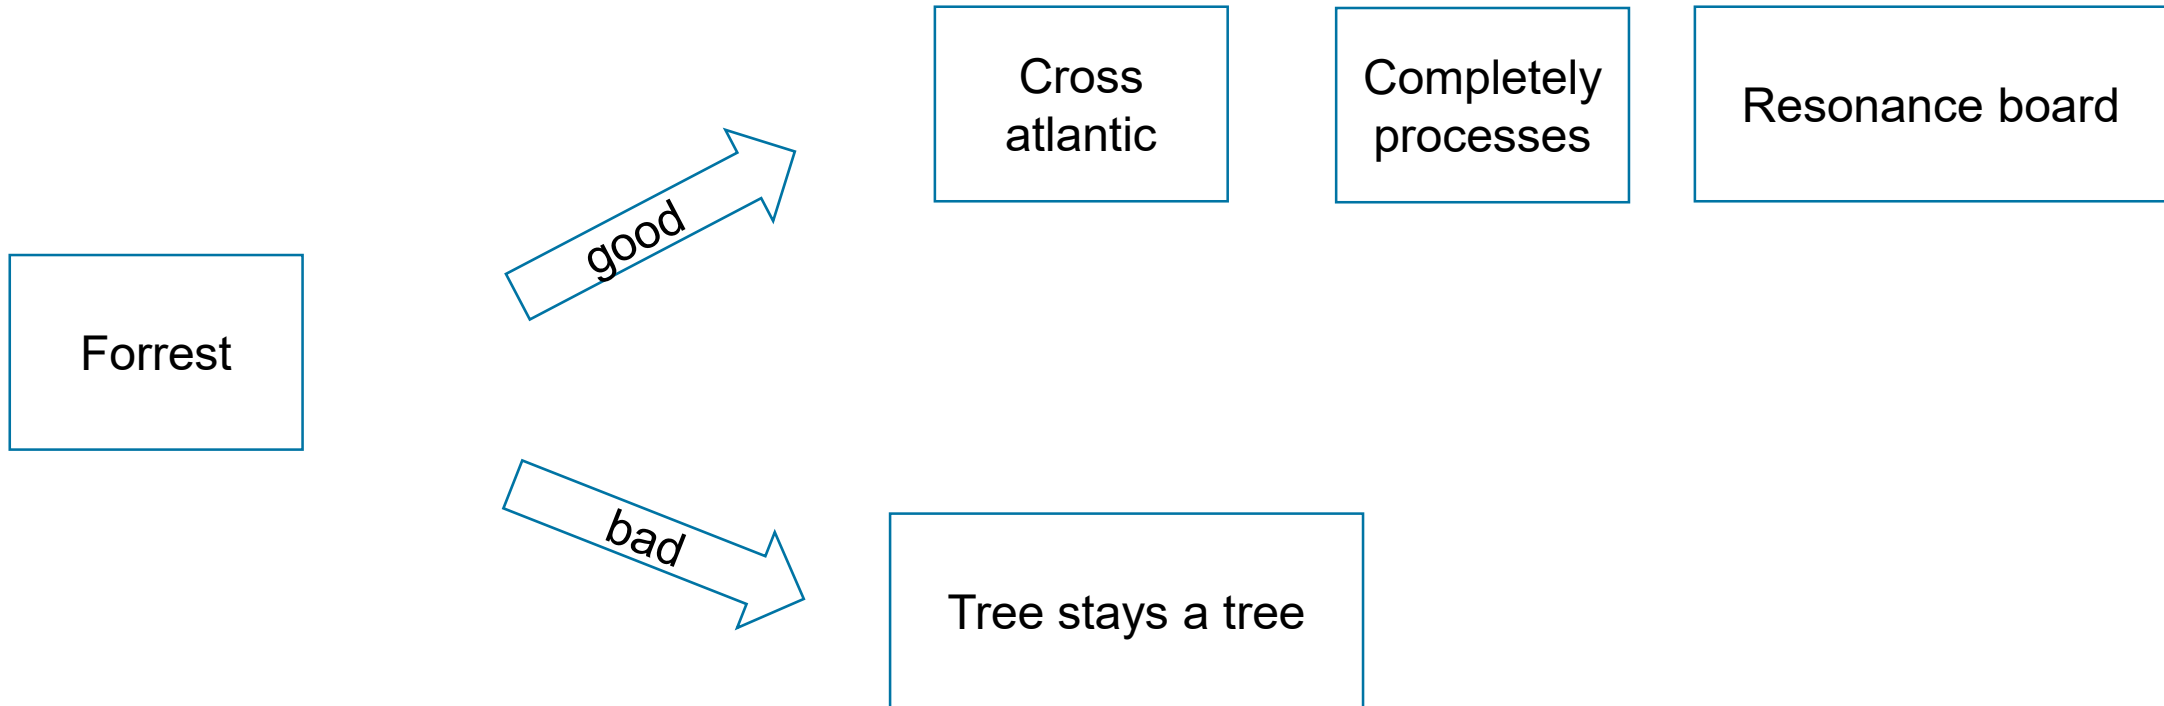 Forrest
good
Cross
atlantic
Completely
processes
Resonance board
bad
Tree stays a tree